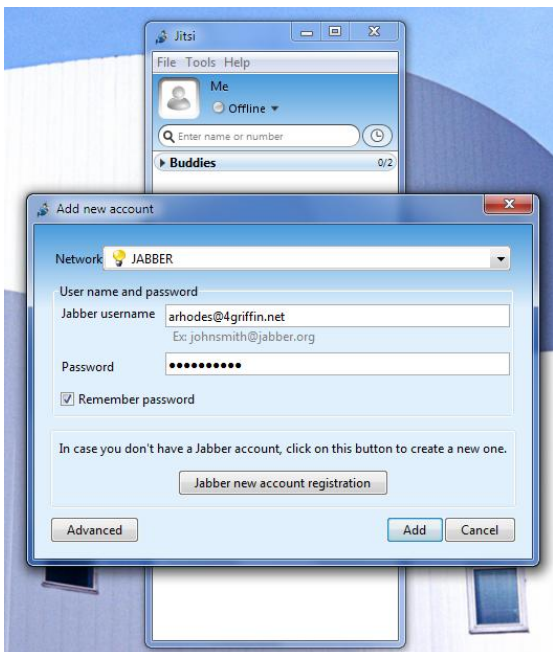 Jitsi
File Tools Help
Me
Offline
Enter name or number
Buddies 0/2
Add new account
Network JABBER
User name and password
Jabber username arhodes@4griffin.net
Ex: johnsmith@jabber.org
Password ••••••••••
Remember password
In case you don't have a Jabber account, click on this button to create a new one.
Jabber new account registration
Advanced Add Cancel